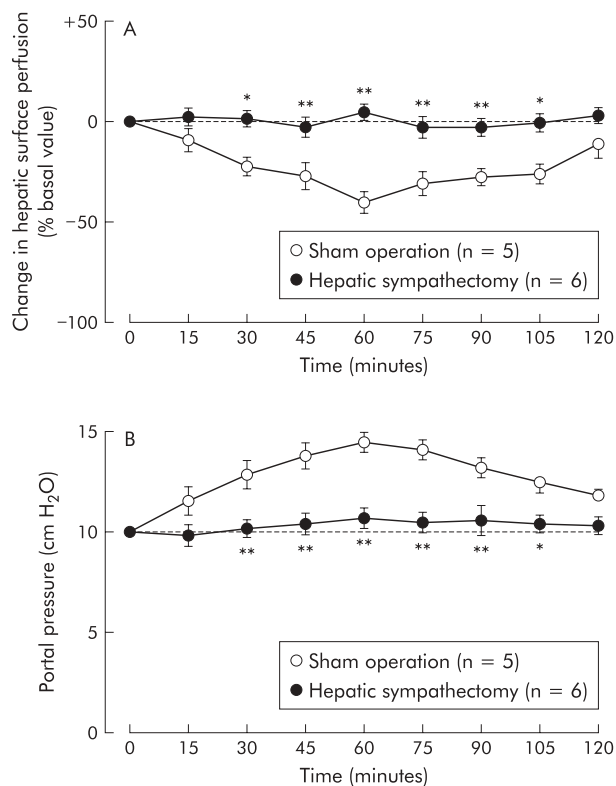 A
Change in hepatic surface perfusion
(% basal value)
+50
0
−50
−100
* ** ** ** ** *
Sham operation (n = 5)
Hepatic sympathectomy (n = 6)
0 15 30 45 60 75 90 105 120
Time (minutes)
B
Portal pressure (cm H₂O)
15
10
5
0
** ** ** ** ** *
Sham operation (n = 5)
Hepatic sympathectomy (n = 6)
0 15 30 45 60 75 90 105 120
Time (minutes)